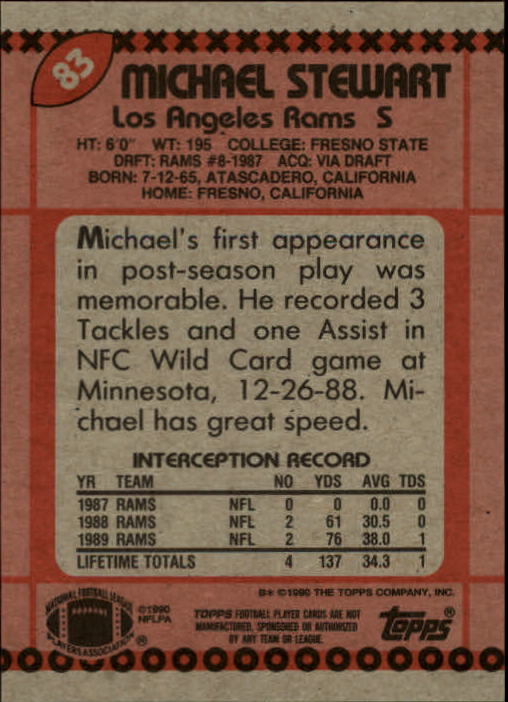 83
MICHAEL STEWART
Los Angeles Rams S
HT: 6'0" WT: 195 COLLEGE: FRESNO STATE
DRFT: RAMS #8-1987 ACQ: VIA DRAFT
BORN: 7-12-65, ATASCADERO, CALIFORNIA
HOME: FRESNO, CALIFORNIA
Michael's first appearance
in post-season play was
memorable. He recorded 3
Tackles and one Assist in
NFC Wild Card game at
Minnesota, 12-26-88. Mi-
chael has great speed.
INTERCEPTION RECORD
YR TEAM NO YDS AVG TDS
1987 RAMS NFL 0 0 0.0 0
1988 RAMS NFL 2 61 30.5 0
1989 RAMS NFL 2 76 38.0 1
LIFETIME TOTALS 4 137 34.3 1
B* ©1990 THE TOPPS COMPANY, INC.
NATIONAL FOOTBALL LEAGUE
PLAYERS ASSOCIATION ®
©1990
NFLPA
TOPPS FOOTBALL PLAYER CARDS ARE NOT
MANUFACTURED, SPONSORED OR AUTHORIZED
BY ANY TEAM OR LEAGUE.
topps®